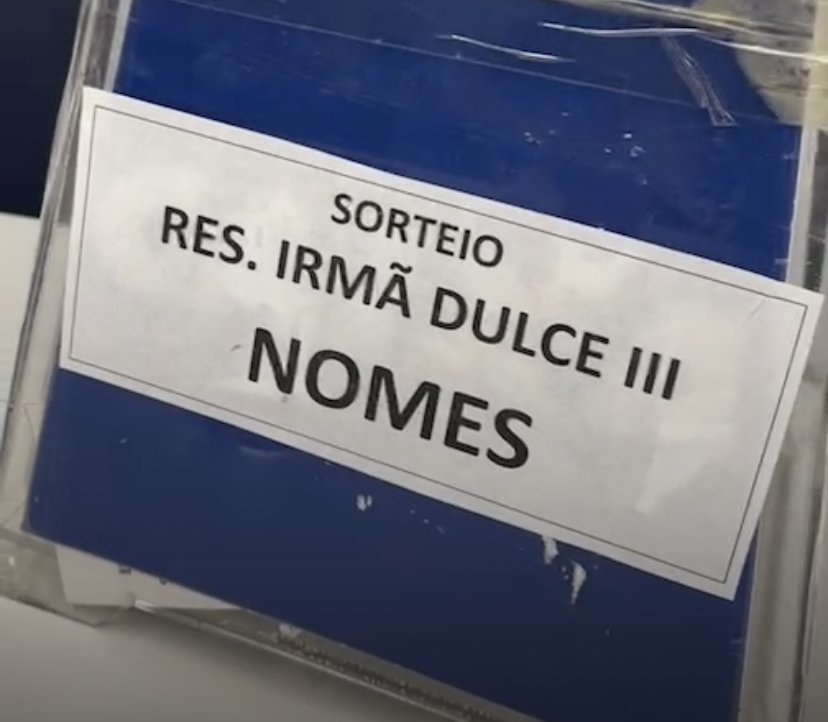 SORTEIO
RES. IRMÃ DULCE III
NOMES